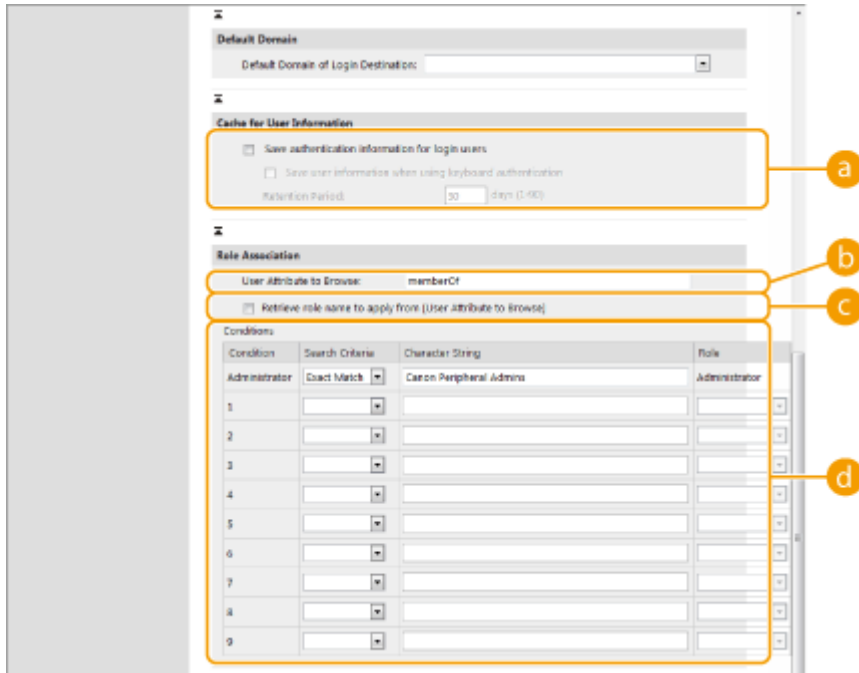 Default Domain
Default Domain of Login Destination:
Cache for User Information
Save authentication information for login users
a
Save user information when using keyboard authentication
Retention Period: 30 days (1-90)
Role Association
b
User Attribute to Browse: memberOf
Retrieve role name to apply from [User Attribute to Browse]
c
Conditions
Condition Search Criteria Character String Role
Administrator Exact Match Canon Peripheral Admins Administrator
1
2
3
4
d
5
6
7
8
9